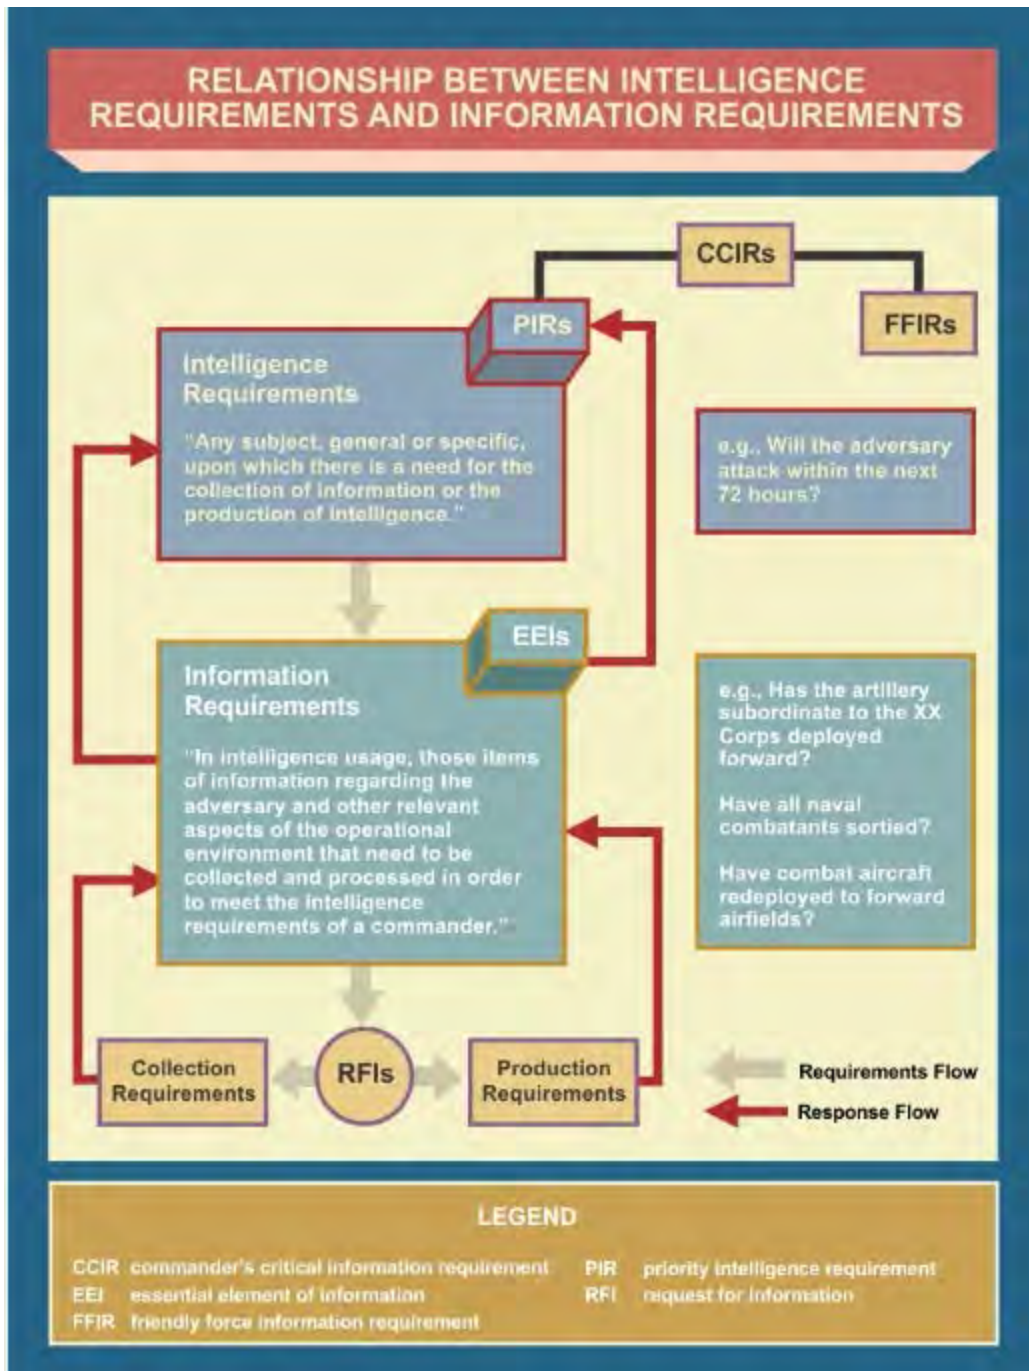 RELATIONSHIP BETWEEN INTELLIGENCE
REQUIREMENTS AND INFORMATION REQUIREMENTS
CCIRs
PIRs
FFIRs
Intelligence
Requirements
"Any subject, general or specific,
upon which there is a need for the
collection of information or the
production of intelligence."
e.g., Will the adversary
attack within the next
72 hours?
EEIs
Information
Requirements
"In intelligence usage, those items
of information regarding the
adversary and other relevant
aspects of the operational
environment that need to be
collected and processed in order
to meet the intelligence
requirements of a commander."
e.g., Has the artillery
subordinate to the XX
Corps deployed
forward?
Have all naval
combatants sortied?
Have combat aircraft
redeployed to forward
airfields?
Collection
Requirements
RFIs
Production
Requirements
Requirements Flow
Response Flow
LEGEND
CCIR commander's critical information requirement
EEI essential element of information
FFIR friendly force information requirement
PIR priority intelligence requirement
RFI request for information